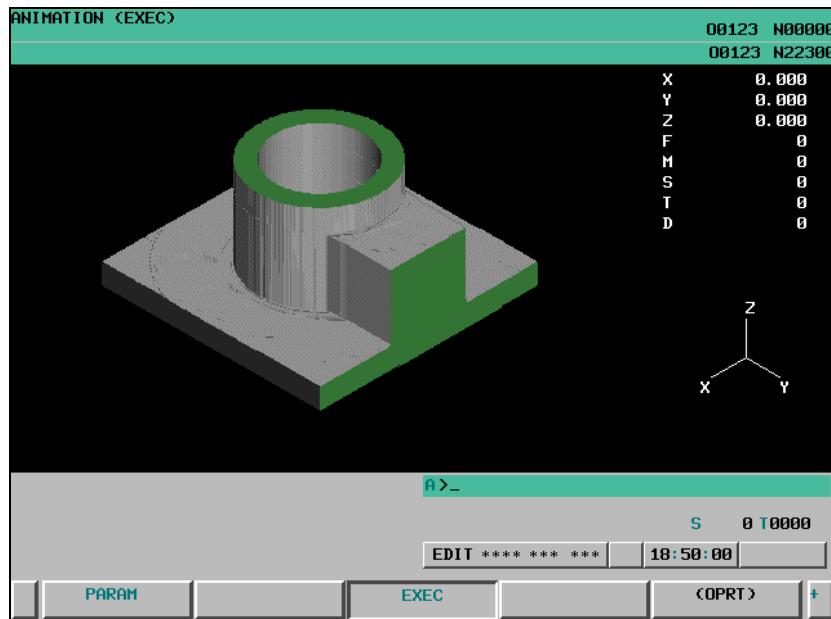 ANIMATION (EXEC)
O0123 N00000
O0123 N22300
X 0.000
Y 0.000
Z 0.000
F 0
M 0
S 0
T 0
D 0
Z
X Y
A>_
S 0 T0000
EDIT **** *** ***
18:50:00
PARAM EXEC (OPRT) +